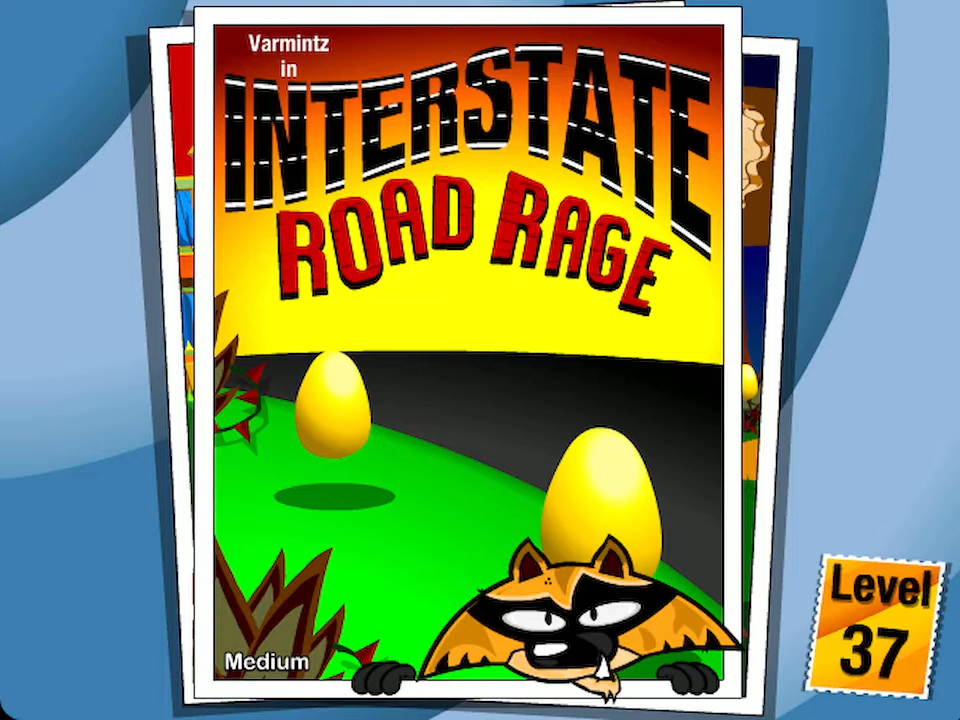 Varmintz
in
INTERSTATE
ROAD RAGE
Medium
Level
37